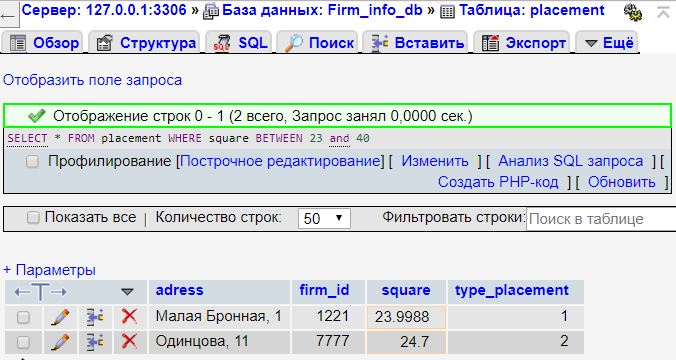 Сервер: 127.0.0.1:3306 » База данных: Firm_info_db » Таблица: placement
Обзор Структура SQL Поиск Вставить Экспорт Ещё
Отобразить поле запроса
Отображение строк 0 - 1 (2 всего, Запрос занял 0,0000 сек.)
SELECT * FROM placement WHERE square BETWEEN 23 and 40
Профилирование [Построчное редактирование] [ Изменить ] [ Анализ SQL запроса ] [
Создать PHP-код ] [ Обновить ]
Показать все | Количество строк: 50 Фильтровать строки: Поиск в таблице
+ Параметры
←T→ adress firm_id square type_placement
Малая Бронная, 1 1221 23.9988 1
Одинцова, 11 7777 24.7 2